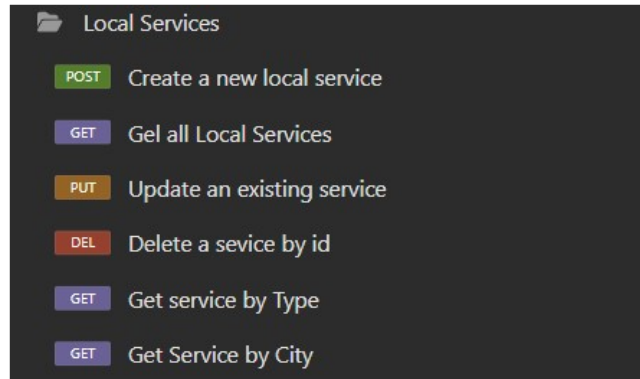 Local Services
POST Create a new local service
GET Gel all Local Services
PUT Update an existing service
DEL Delete a sevice by id
GET Get service by Type
GET Get Service by City